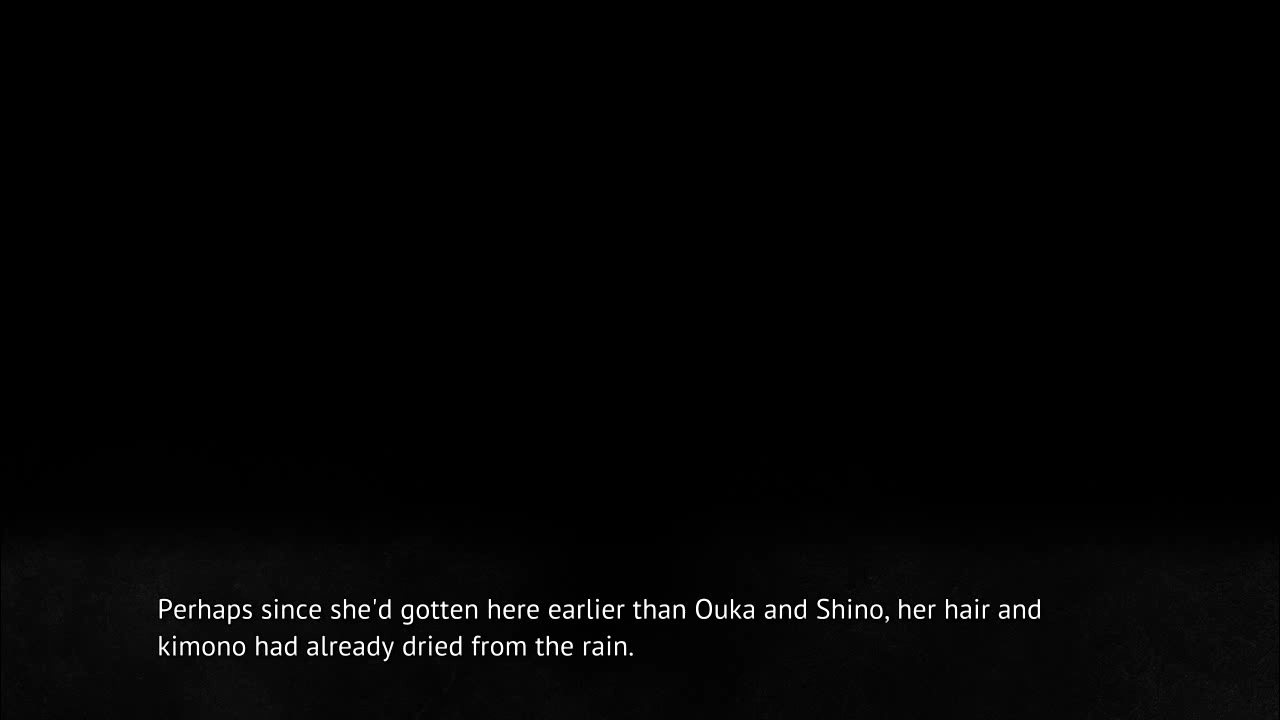 Perhaps since she'd gotten here earlier than Ouka and Shino, her hair and
kimono had already dried from the rain.